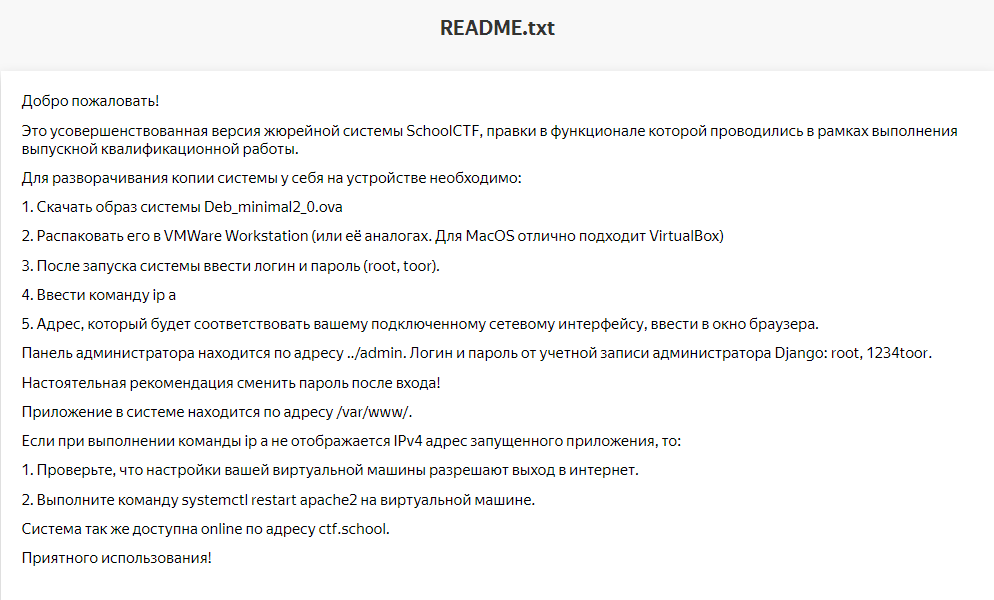 README.txt
Добро пожаловать!
Это усовершенствованная версия жюрейной системы SchoolCTF, правки в функционале которой проводились в рамках выполнения
выпускной квалификационной работы.
Для разворачивания копии системы у себя на устройстве необходимо:
1. Скачать образ системы Deb_minimal2_0.ova
2. Распаковать его в VMWare Workstation (или её аналогах. Для MacOS отлично подходит VirtualBox)
3. После запуска системы ввести логин и пароль (root, toor).
4. Ввести команду ip a
5. Адрес, который будет соответствовать вашему подключенному сетевому интерфейсу, ввести в окно браузера.
Панель администратора находится по адресу ../admin. Логин и пароль от учетной записи администратора Django: root, 1234toor.
Настоятельная рекомендация сменить пароль после входа!
Приложение в системе находится по адресу /var/www/.
Если при выполнении команды ip a не отображается IPv4 адрес запущенного приложения, то:
1. Проверьте, что настройки вашей виртуальной машины разрешают выход в интернет.
2. Выполните команду systemctl restart apache2 на виртуальной машине.
Система так же доступна online по адресу ctf.school.
Приятного использования!